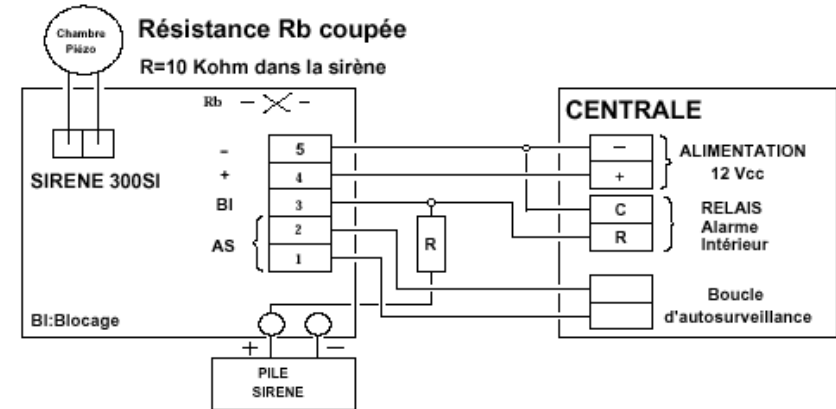 Chambre
Piézo
Résistance Rb coupée
R=10 Kohm dans la sirène
Rb
CENTRALE
SIRENE 300SI
–
5
–
ALIMENTATION
12 Vcc
+
4
+
BI
3
C
RELAIS
Alarme
Intérieur
AS
2
R
R
1
Boucle
d'autosurveillance
BI:Blocage
+
–
PILE
SIRENE